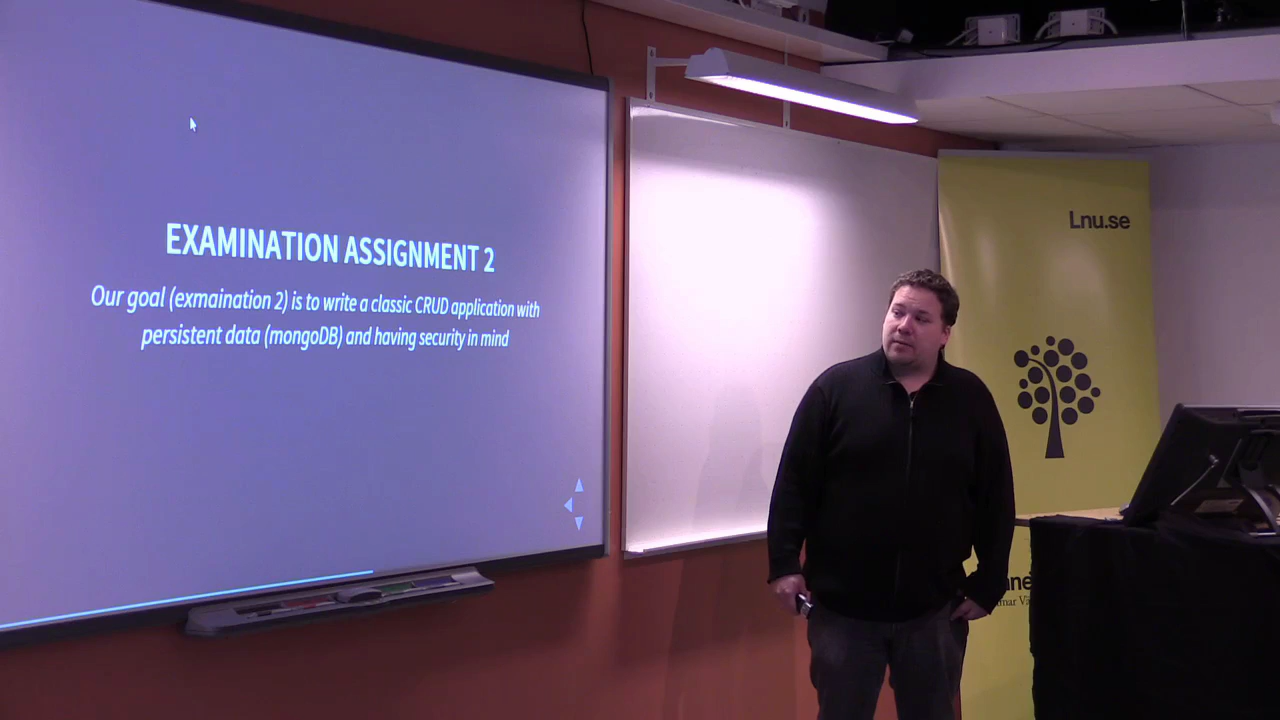 EXAMINATION ASSIGNMENT 2
Our goal (exmaination 2) is to write a classic CRUD application with
persistent data (mongoDB) and having security in mind
Lnu.se